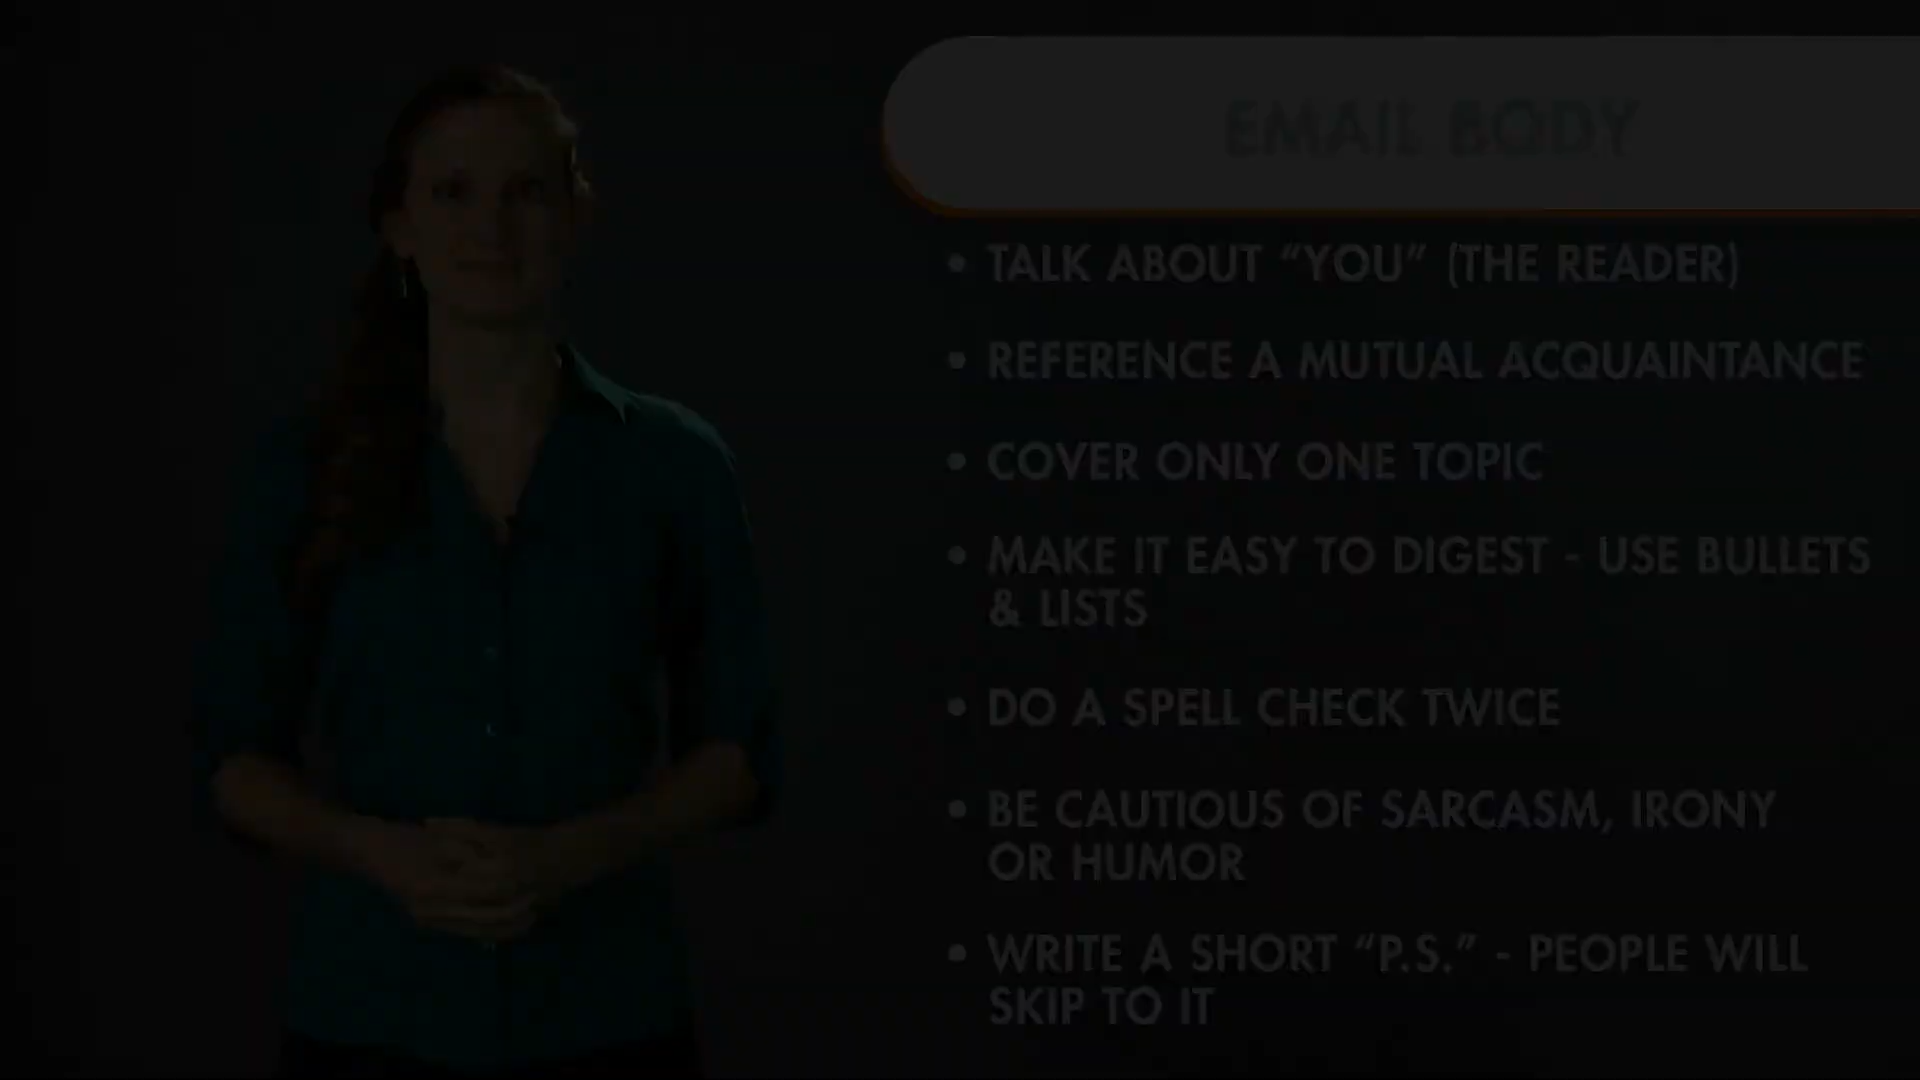 EMAIL BODY
• TALK ABOUT “YOU” (THE READER)
• REFERENCE A MUTUAL ACQUAINTANCE
• COVER ONLY ONE TOPIC
• MAKE IT EASY TO DIGEST - USE BULLETS
& LISTS
• DO A SPELL CHECK TWICE
• BE CAUTIOUS OF SARCASM, IRONY
OR HUMOR
• WRITE A SHORT “P.S.” - PEOPLE WILL
SKIP TO IT